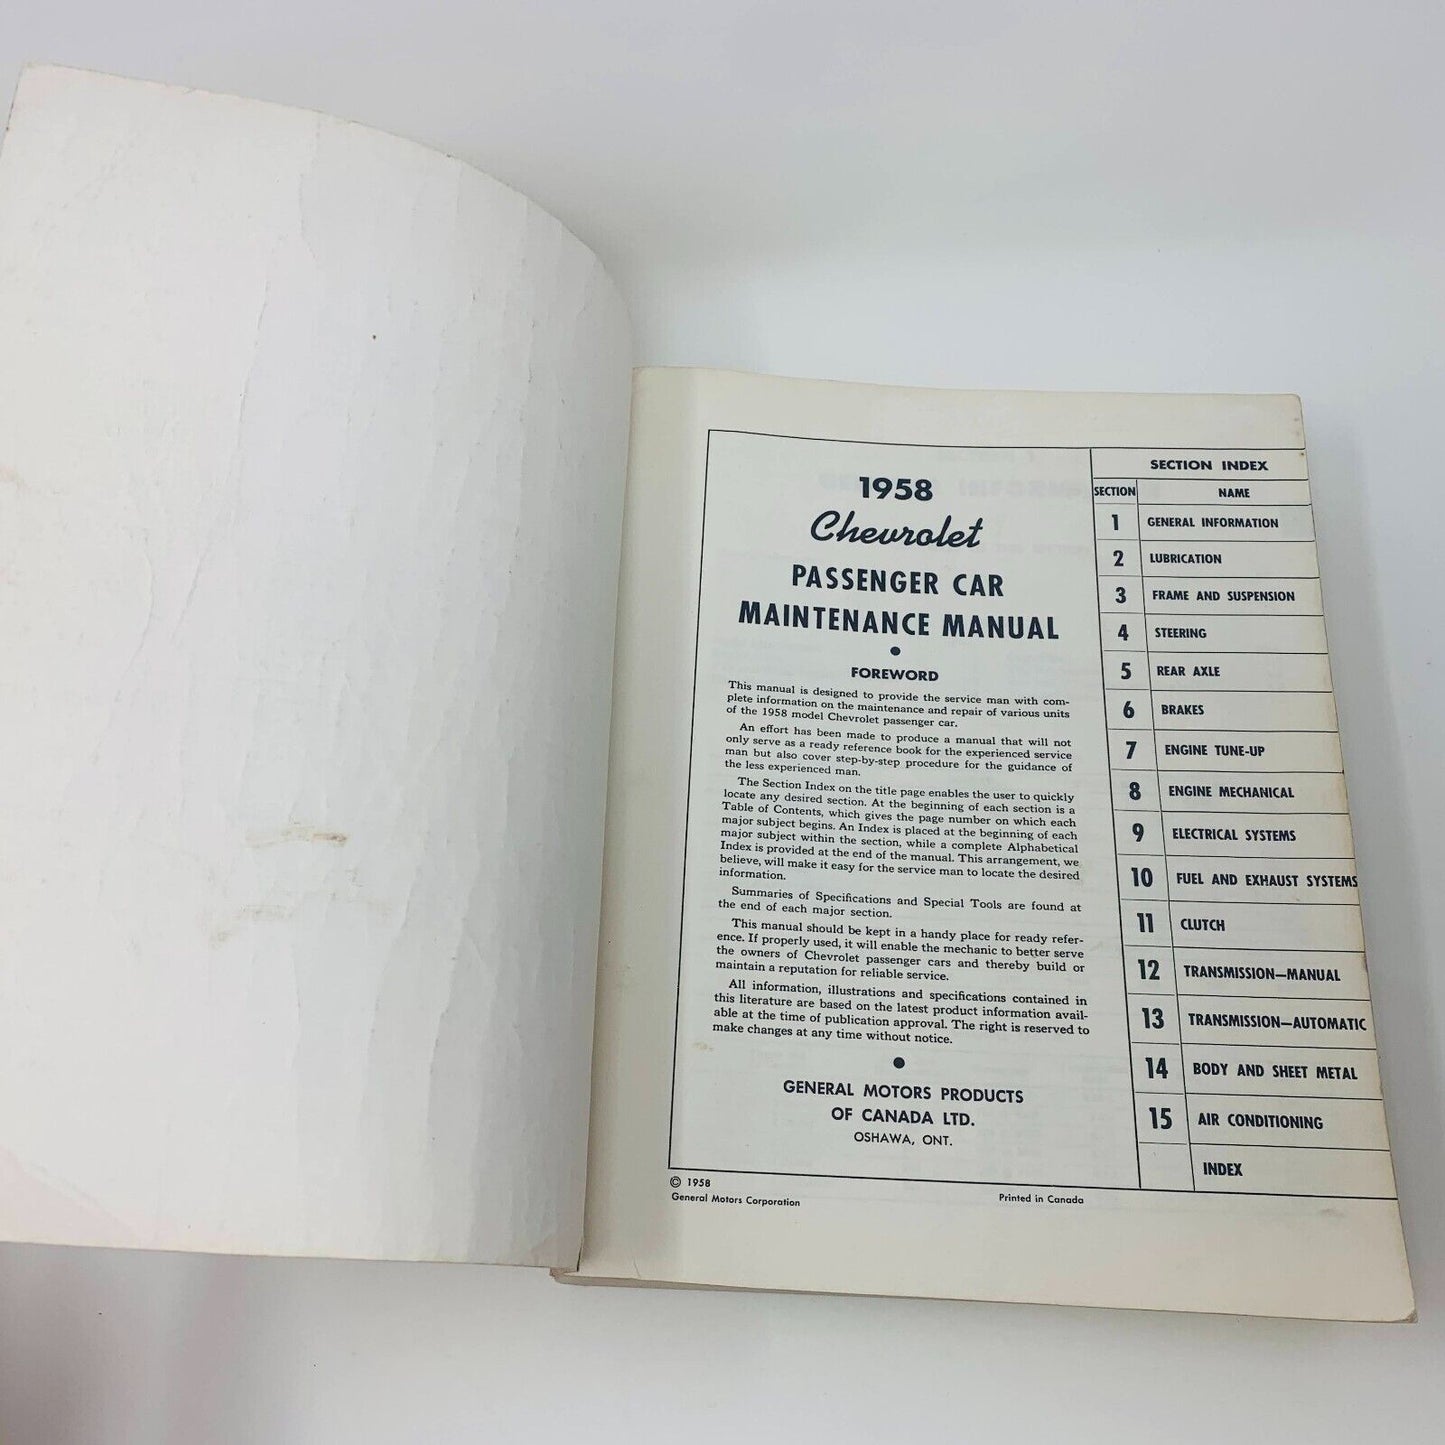 1958
Chevrolet
PASSENGER CAR
MAINTENANCE MANUAL
FOREWORD
This manual is designed to provide the service man with com-
plete information on the maintenance and repair of various units
of the 1958 model Chevrolet passenger car.
An effort has been made to produce a manual that will not
only serve as a ready reference book for the experienced service
man but also cover step-by-step procedure for the guidance of
the less experienced man.
The Section Index on the title page enables the user to quickly
locate any desired section. At the beginning of each section is a
Table of Contents, which gives the page number on which each
major subject begins. An Index is placed at the beginning of each
major subject within the section, while a complete Alphabetical
Index is provided at the end of the manual. This arrangement, we
believe, will make it easy for the service man to locate the desired
information.
Summaries of Specifications and Special Tools are found at
the end of each major section.
This manual should be kept in a handy place for ready refer-
ence. If properly used, it will enable the mechanic to better serve
the owners of Chevrolet passenger cars and thereby build or
maintain a reputation for reliable service.
All information, illustrations and specifications contained in
this literature are based on the latest product information avail-
able at the time of publication approval. The right is reserved to
make changes at any time without notice.
GENERAL MOTORS PRODUCTS
OF CANADA LTD.
OSHAWA, ONT.
© 1958
General Motors Corporation
Printed in Canada
SECTION INDEX
SECTION NAME
1 GENERAL INFORMATION
2 LUBRICATION
3 FRAME AND SUSPENSION
4 STEERING
5 REAR AXLE
6 BRAKES
7 ENGINE TUNE-UP
8 ENGINE MECHANICAL
9 ELECTRICAL SYSTEMS
10 FUEL AND EXHAUST SYSTEMS
11 CLUTCH
12 TRANSMISSION—MANUAL
13 TRANSMISSION—AUTOMATIC
14 BODY AND SHEET METAL
15 AIR CONDITIONING
INDEX